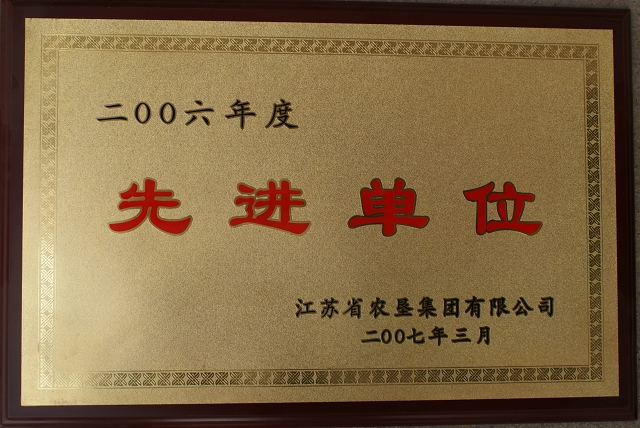 二00六年度
先进单位
江苏省农垦集团有限公司
二00七年三月